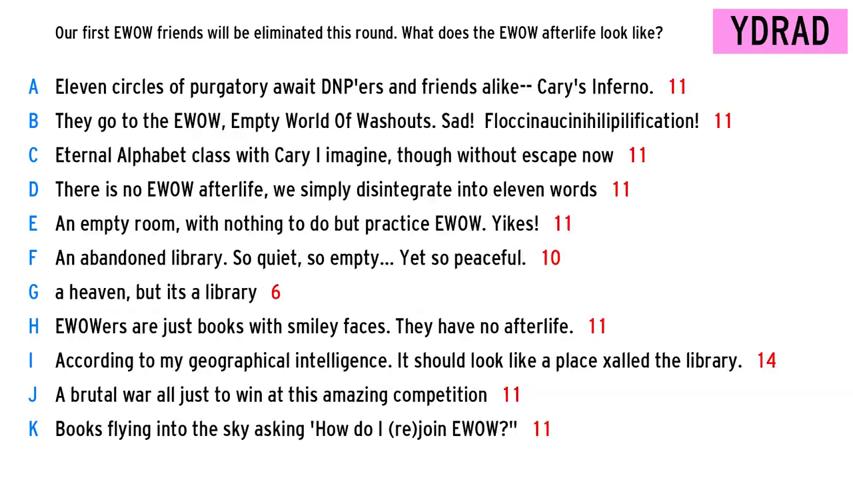 Our first EWOW friends will be eliminated this round. What does the EWOW afterlife look like?
YDRAD
A Eleven circles of purgatory await DNP'ers and friends alike-- Cary's Inferno. 11
B They go to the EWOW, Empty World Of Washouts. Sad! Floccinaucinihilipilification! 11
C Eternal Alphabet class with Cary I imagine, though without escape now 11
D There is no EWOW afterlife, we simply disintegrate into eleven words 11
E An empty room, with nothing to do but practice EWOW. Yikes! 11
F An abandoned library. So quiet, so empty... Yet so peaceful. 10
G a heaven, but its a library 6
H EWOWers are just books with smiley faces. They have no afterlife. 11
I According to my geographical intelligence. It should look like a place xalled the library. 14
J A brutal war all just to win at this amazing competition 11
K Books flying into the sky asking 'How do I (re)join EWOW?" 11